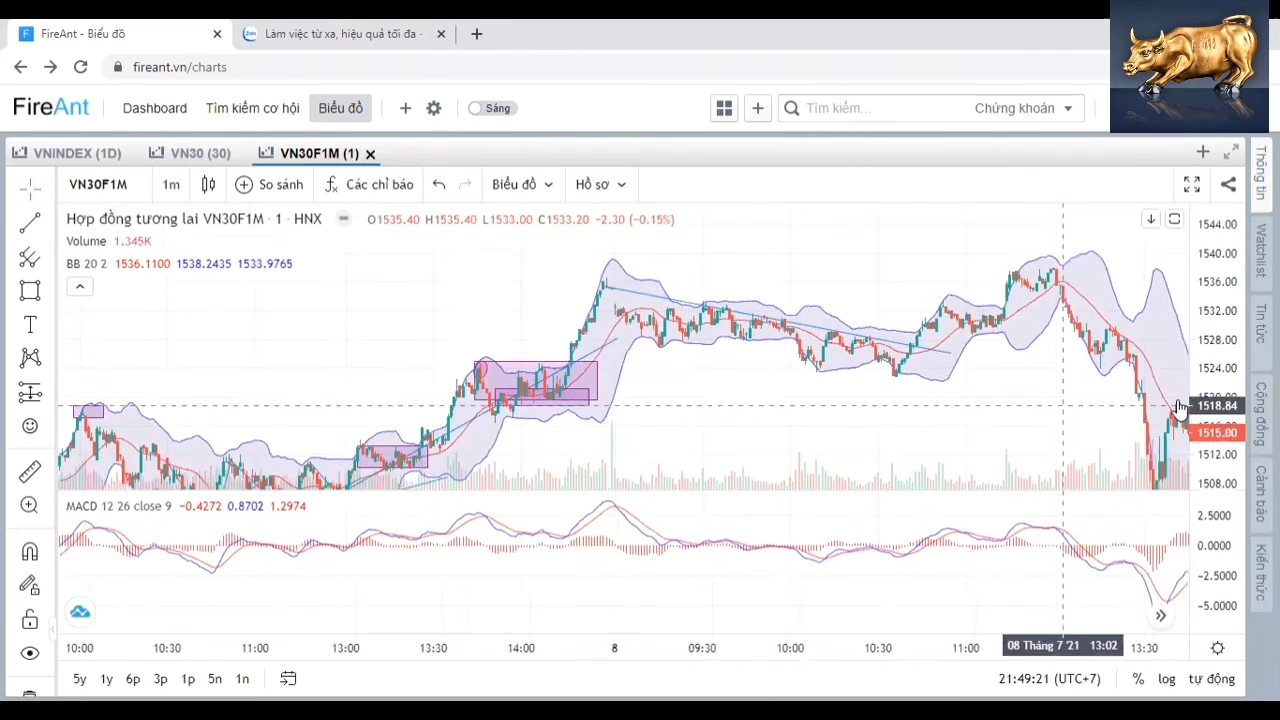 FireAnt - Biểu đồ
Zalo Làm việc từ xa, hiệu quả tối đa -
fireant.vn/charts
FireAnt Dashboard Tìm kiếm cơ hội Biểu đồ Sáng Tìm kiếm... Chứng khoán
VNINDEX (1D) VN30 (30) VN30F1M (1)
VN30F1M 1m So sánh Các chỉ báo Biểu đồ Hồ sơ
Hợp đồng tương lai VN30F1M · 1 · HNX O1535.40 H1535.40 L1533.00 C1533.20 −2.30 (−0.15%)
Volume 1.345K
BB 20 2 1536.1100 1538.2435 1533.9765
1544.00
1540.00
1536.00
1532.00
1528.00
1524.00
1518.84
1515.00
1512.00
1508.00
MACD 12 26 close 9 −0.4272 0.8702 1.2974
2.5000
0.0000
−2.5000
−5.0000
10:00 10:30 11:00 13:00 13:30 14:00 8 09:30 10:00 10:30 11:00 08 Tháng 7 '21 13:02 13:30
5y 1y 6p 3p 1p 5n 1n 21:49:21 (UTC+7) % log tự động
Thông tin
Watchlist
Tin tức
Cộng đồng
Cảnh báo
Kiến thức